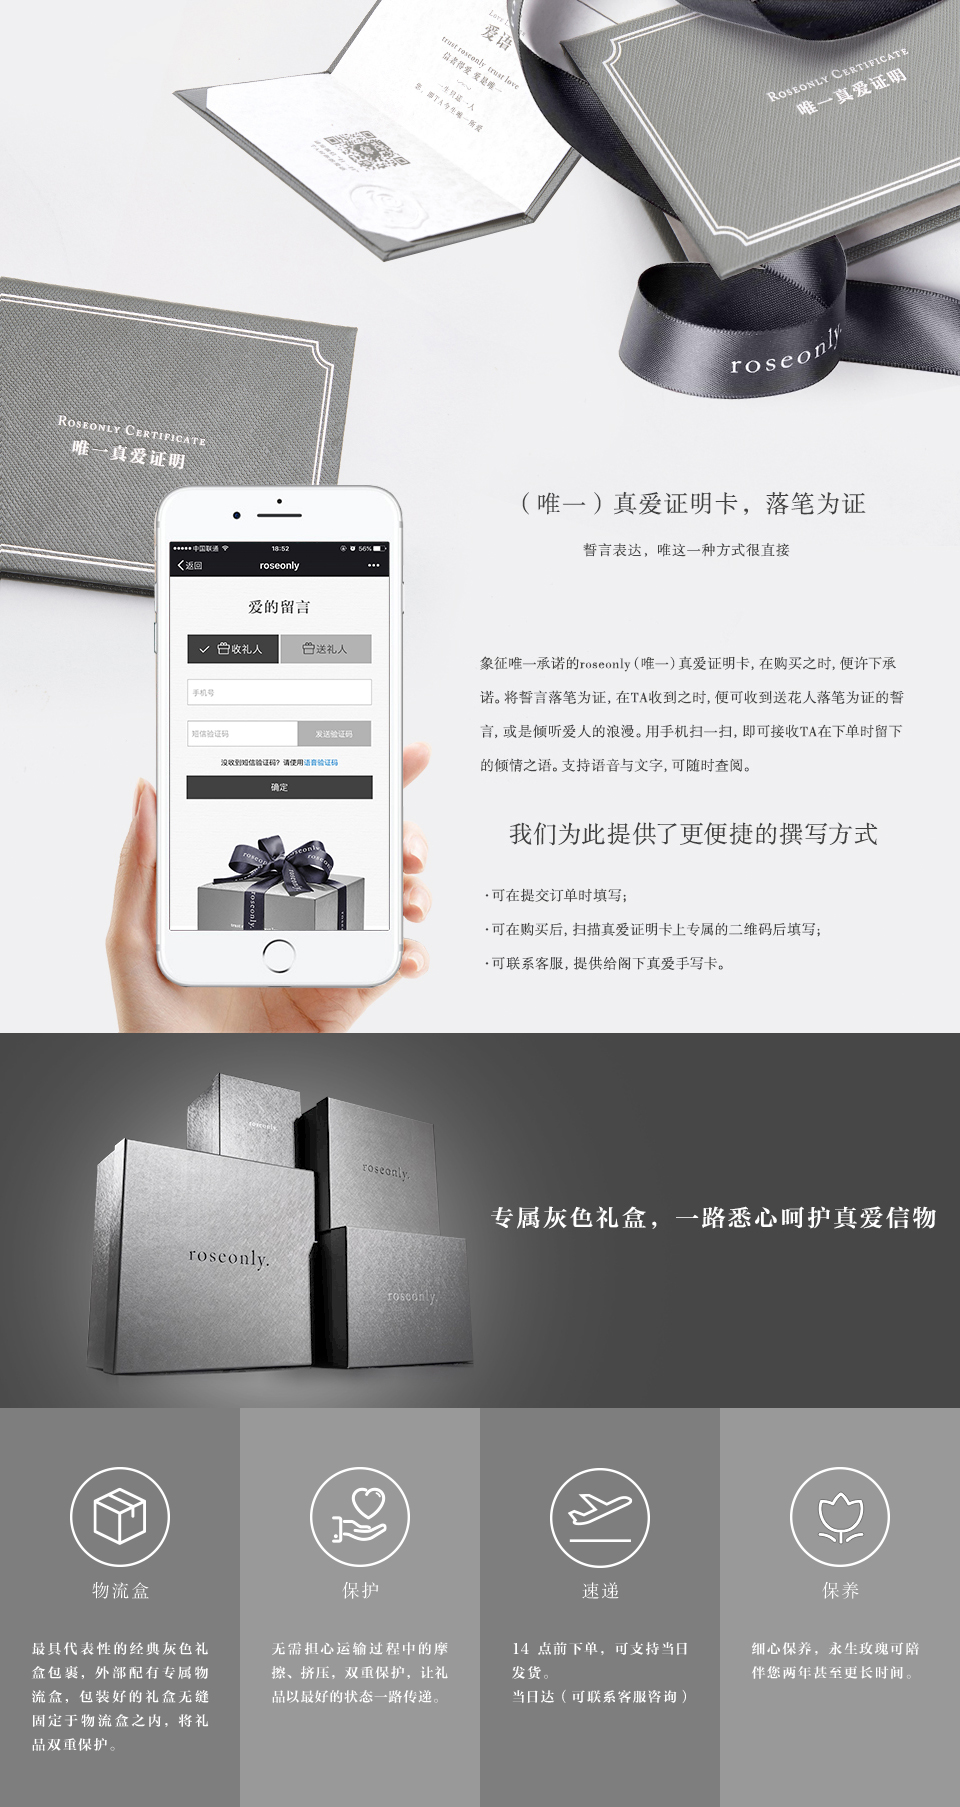 爱语
trust roseonly trust love
信者得爱 爱是唯一
一生只送一人
ROSEONLY CERTIFICATE
唯一真爱证明
roseonly.
ROSEONLY CERTIFICATE
唯一真爱证明
(唯一)真爱证明卡，落笔为证
誓言表达，唯这一种方式很直接
中国联通 18:52 56%
返回 roseonly
爱的留言
收礼人 送礼人
手机号
短信验证码 发送验证码
没收到短信验证码？请使用语音验证码
确定
roseonly
roseonly.
象征唯一承诺的roseonly(唯一)真爱证明卡，在购买之时，便许下承
诺。将誓言落笔为证，在TA收到之时，便可收到送花人落笔为证的誓
言，或是倾听爱人的浪漫。用手机扫一扫，即可接收TA在下单时留下
的倾情之语。支持语音与文字，可随时查阅。
我们为此提供了更便捷的撰写方式
·可在提交订单时填写；
·可在购买后，扫描真爱证明卡上专属的二维码后填写；
·可联系客服，提供给阁下真爱手写卡。
roseonly.
roseonly.
roseonly.
roseonly.
专属灰色礼盒，一路悉心呵护真爱信物
物流盒
最具代表性的经典灰色礼
盒包裹，外部配有专属物
流盒，包装好的礼盒无缝
固定于物流盒之内，将礼
品双重保护。
保护
无需担心运输过程中的摩
擦、挤压，双重保护，让礼
品以最好的状态一路传递。
速递
14 点前下单，可支持当日
发货。
当日达（可联系客服咨询）
保养
细心保养，永生玫瑰可陪
伴您两年甚至更长时间。